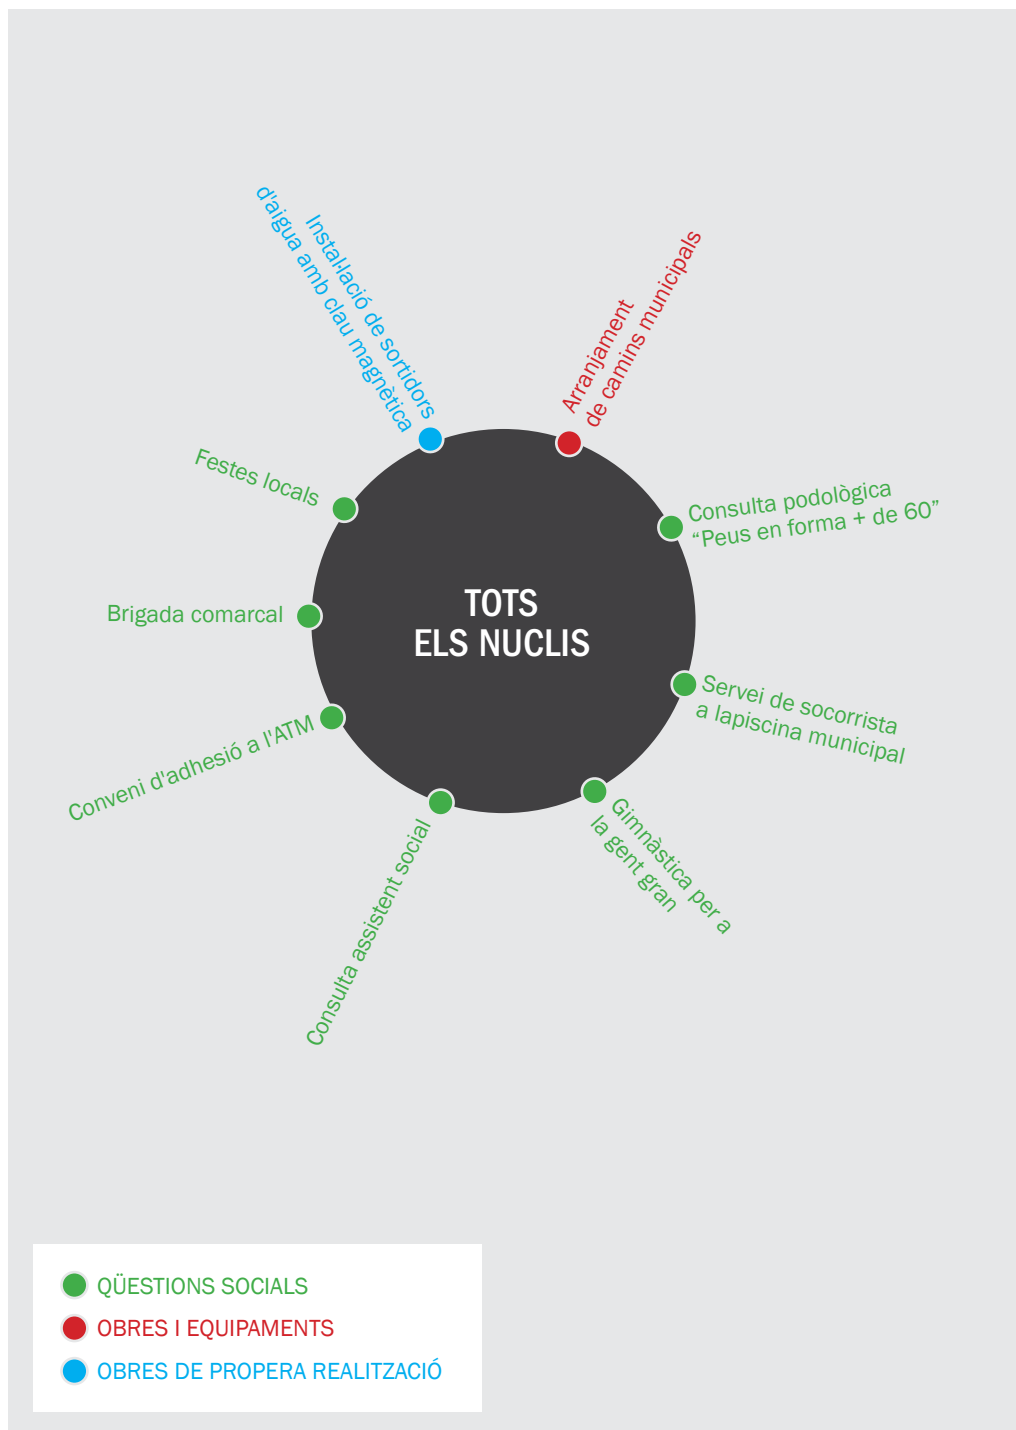 Instal·lació de sortidors
d'aigua amb clau magnètica
Arranjament
de camins municipals
Festes locals
Consulta podològica
“Peus en forma + de 60”
Brigada comarcal
TOTS
ELS NUCLIS
Servei de socorrista
a lapiscina municipal
Conveni d'adhesió a l'ATM
Gimnàstica per a
la gent gran
Consulta assistent social
QÜESTIONS SOCIALS
OBRES I EQUIPAMENTS
OBRES DE PROPERA REALITZACIÓ